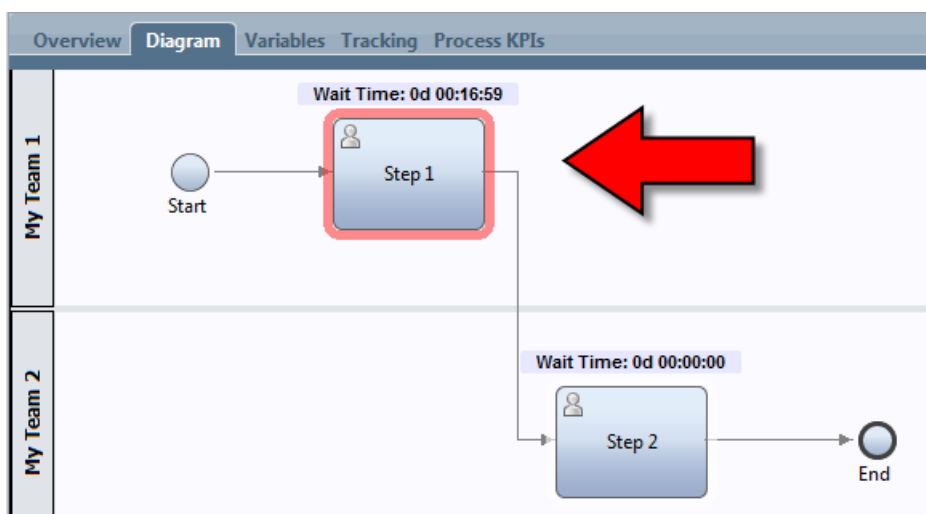 Overview Diagram Variables Tracking Process KPIs
My Team 1
Wait Time: 0d 00:16:59
Step 1
Start
My Team 2
Wait Time: 0d 00:00:00
Step 2
End